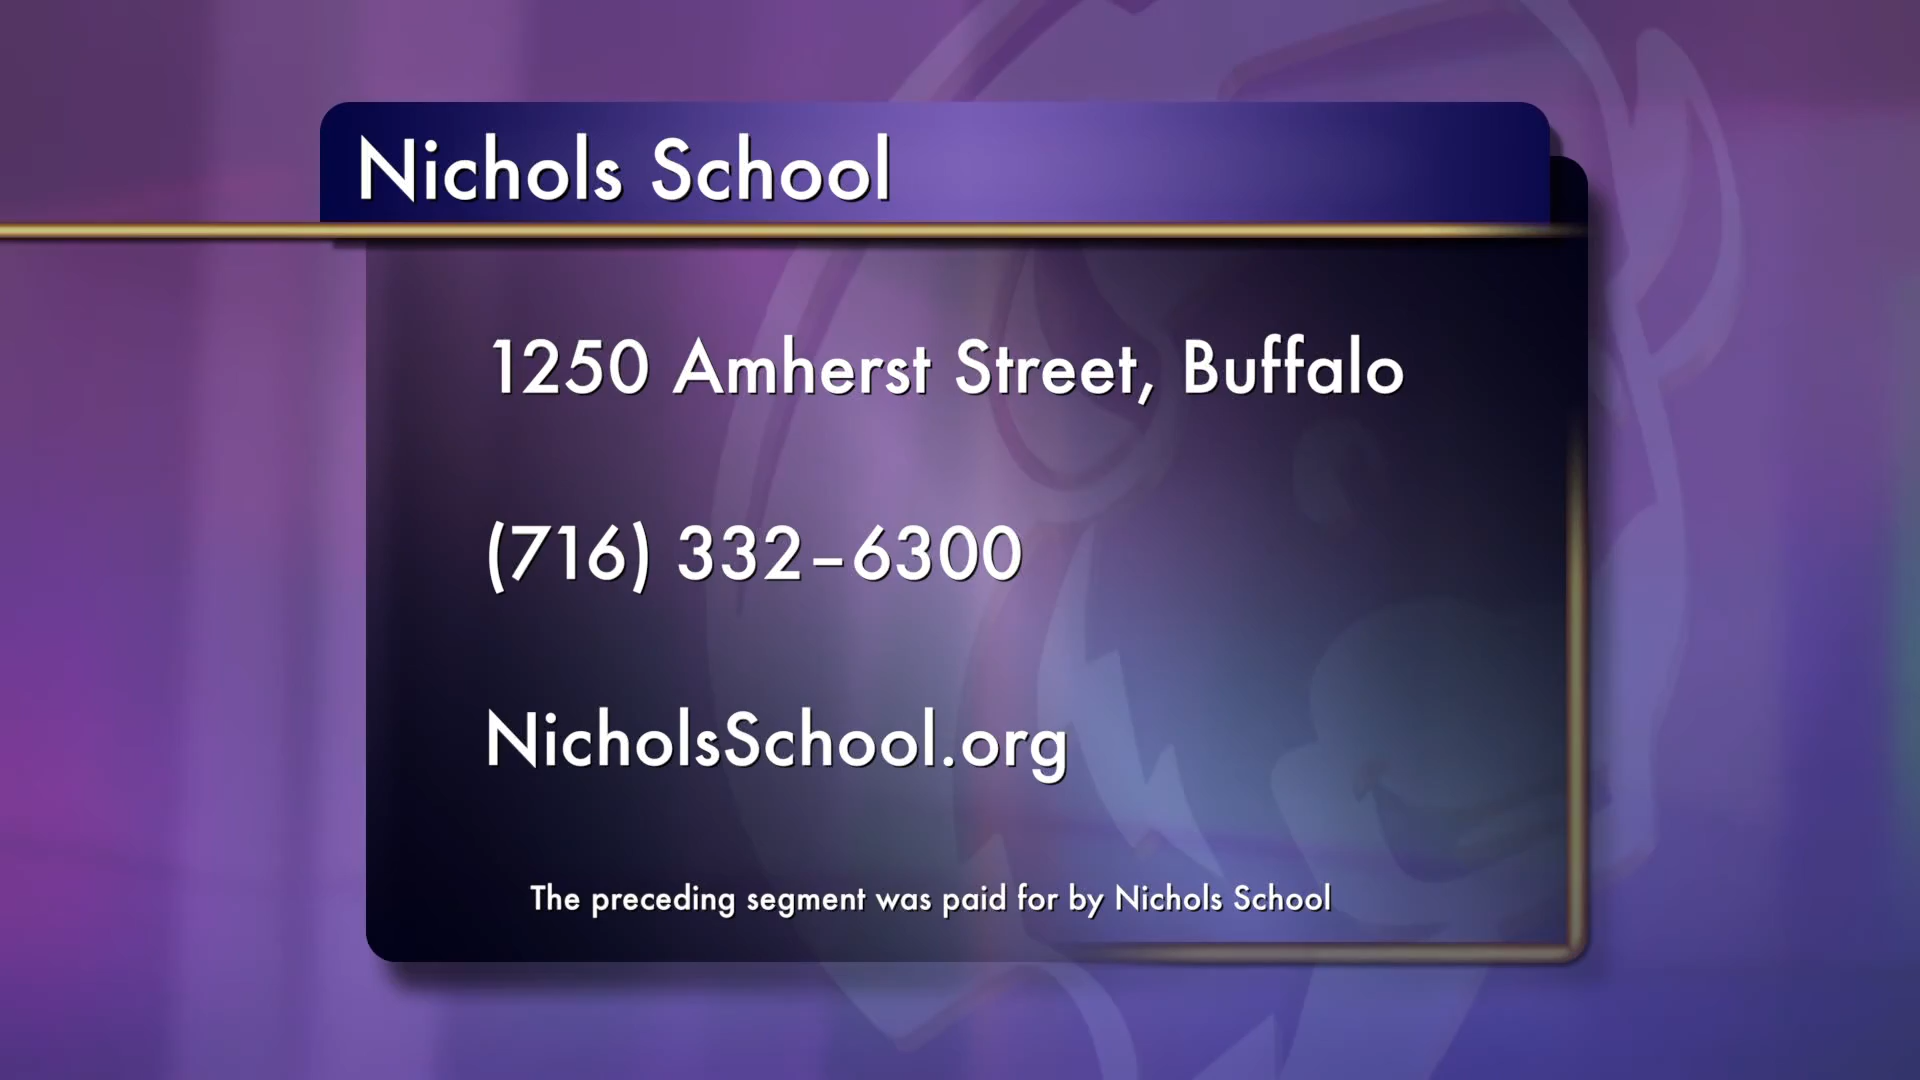 Nichols School
1250 Amherst Street, Buffalo
(716) 332-6300
NicholsSchool.org
The preceding segment was paid for by Nichols School